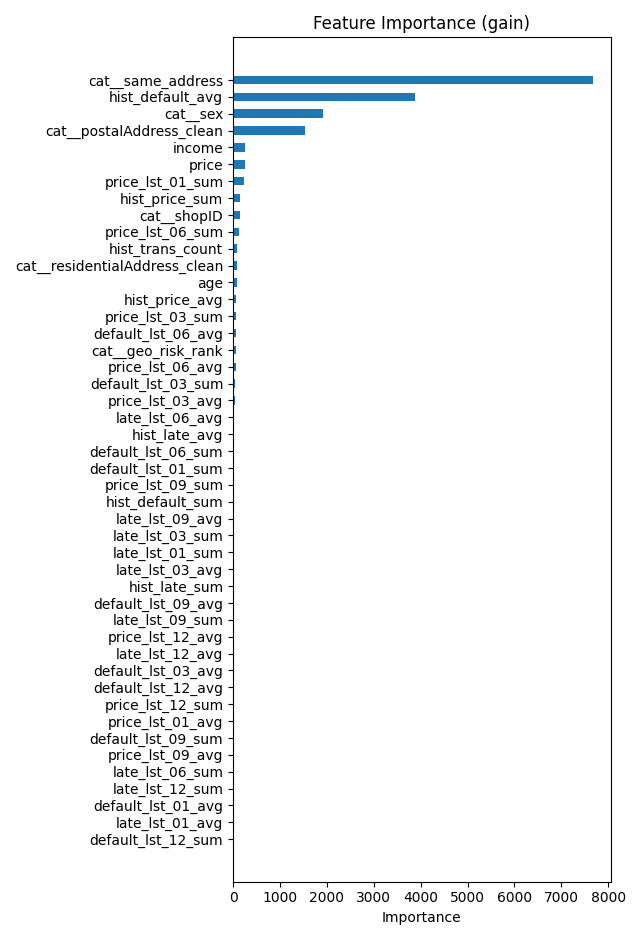 Feature Importance (gain)
cat__same_address
hist_default_avg
cat__sex
cat__postalAddress_clean
income
price
price_lst_01_sum
hist_price_sum
cat__shopID
price_lst_06_sum
hist_trans_count
cat__residentialAddress_clean
age
hist_price_avg
price_lst_03_sum
default_lst_06_avg
cat__geo_risk_rank
price_lst_06_avg
default_lst_03_sum
price_lst_03_avg
late_lst_06_avg
hist_late_avg
default_lst_06_sum
default_lst_01_sum
price_lst_09_sum
hist_default_sum
late_lst_09_avg
late_lst_03_sum
late_lst_01_sum
late_lst_03_avg
hist_late_sum
default_lst_09_avg
late_lst_09_sum
price_lst_12_avg
late_lst_12_avg
default_lst_03_avg
default_lst_12_avg
price_lst_12_sum
price_lst_01_avg
default_lst_09_sum
price_lst_09_avg
late_lst_06_sum
late_lst_12_sum
default_lst_01_avg
late_lst_01_avg
default_lst_12_sum
0 1000 2000 3000 4000 5000 6000 7000 8000
Importance